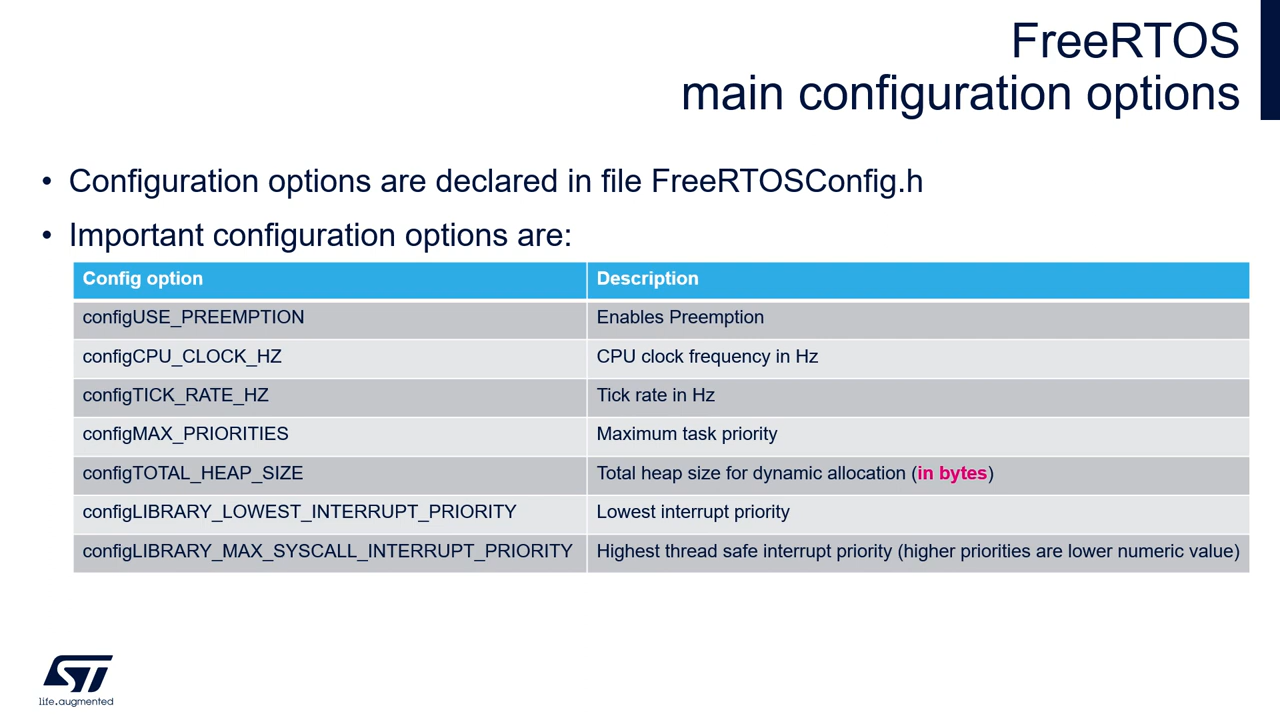 FreeRTOS
main configuration options
• Configuration options are declared in file FreeRTOSConfig.h
• Important configuration options are:
Config option Description
configUSE_PREEMPTION Enables Preemption
configCPU_CLOCK_HZ CPU clock frequency in Hz
configTICK_RATE_HZ Tick rate in Hz
configMAX_PRIORITIES Maximum task priority
configTOTAL_HEAP_SIZE Total heap size for dynamic allocation (in bytes)
configLIBRARY_LOWEST_INTERRUPT_PRIORITY Lowest interrupt priority
configLIBRARY_MAX_SYSCALL_INTERRUPT_PRIORITY Highest thread safe interrupt priority (higher priorities are lower numeric value)
ST
life.augmented